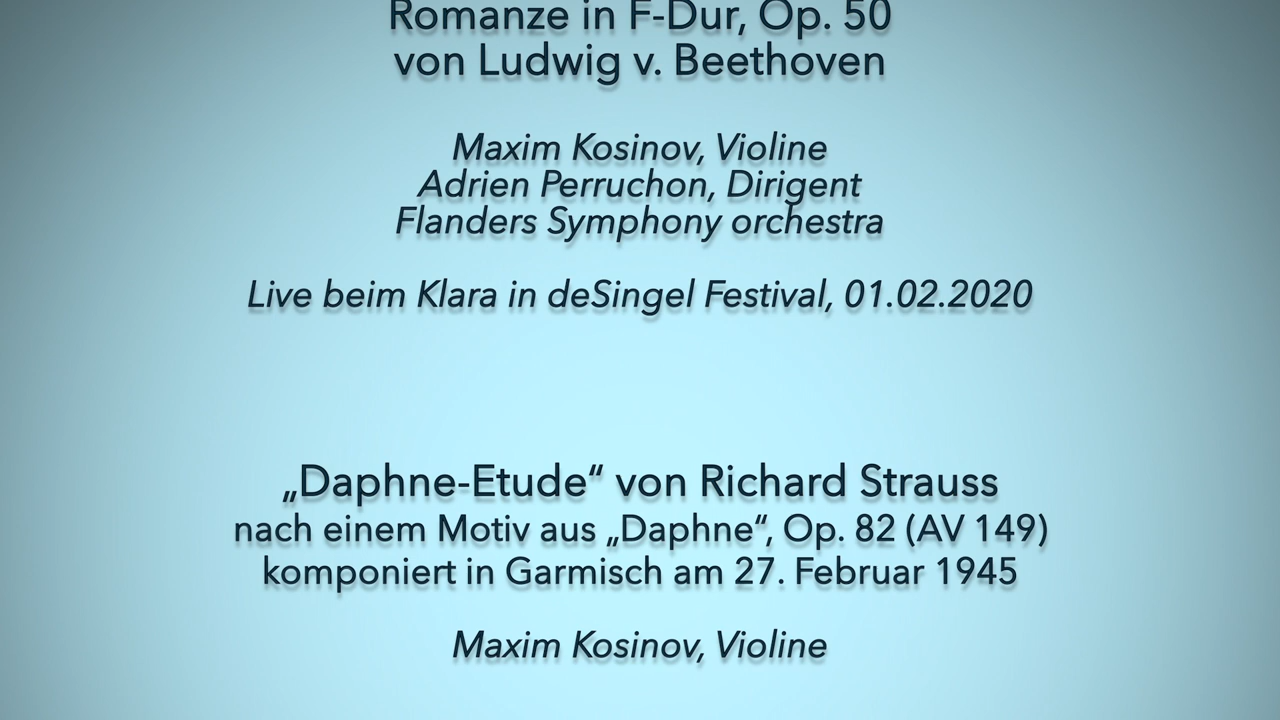 Romanze in F-Dur, Op. 50
von Ludwig v. Beethoven
Maxim Kosinov, Violine
Adrien Perruchon, Dirigent
Flanders Symphony orchestra
Live beim Klara in deSingel Festival, 01.02.2020
„Daphne-Etude“ von Richard Strauss
nach einem Motiv aus „Daphne“, Op. 82 (AV 149)
komponiert in Garmisch am 27. Februar 1945
Maxim Kosinov, Violine